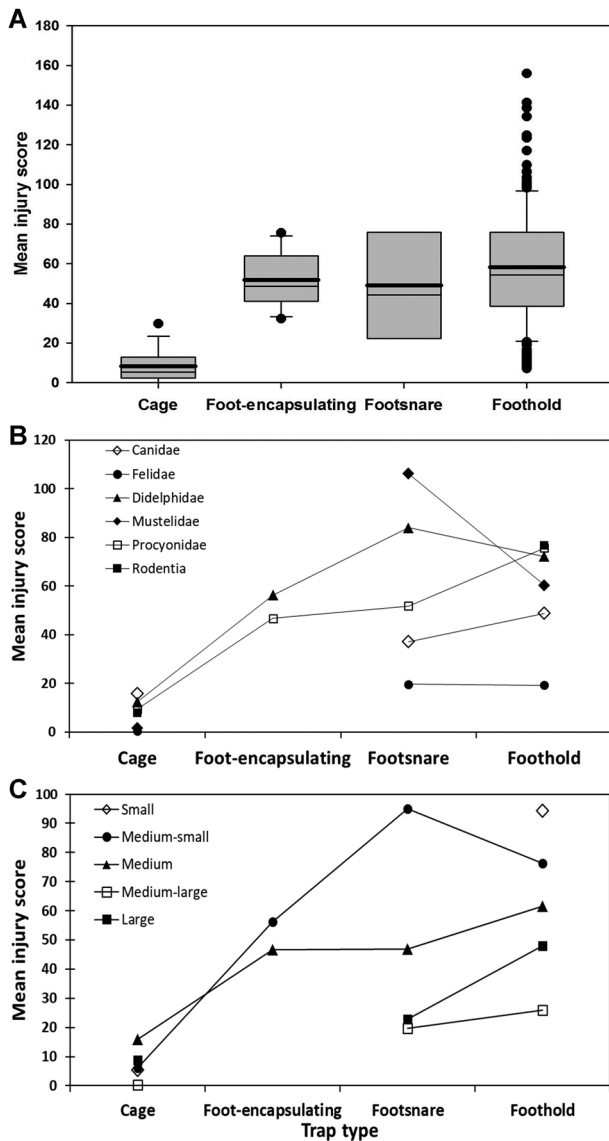 A
180
160
140
120
100
80
60
40
20
0
Mean injury score
Cage Foot-encapsulating Footsnare Foothold
B
120
100
80
60
40
20
0
Mean injury score
Canidae
Felidae
Didelphidae
Mustelidae
Procyonidae
Rodentia
Cage Foot-encapsulating Footsnare Foothold
C
100
90
80
70
60
50
40
30
20
10
0
Mean injury score
Small
Medium-small
Medium
Medium-large
Large
Cage Foot-encapsulating Footsnare Foothold
Trap type